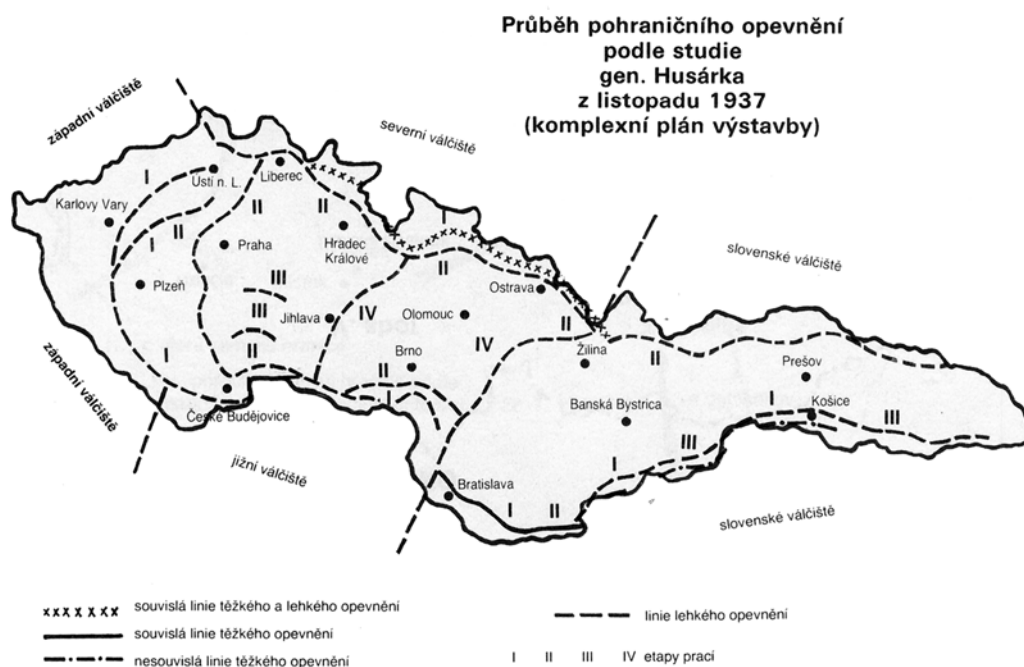 Průběh pohraničního opevnění
podle studie
gen. Husárka
z listopadu 1937
(komplexní plán výstavby)
západní válčiště
severní válčiště
I
Ústí n. L.
Liberec
Karlovy Vary
II
II
I
II
I
Praha
Hradec
Králové
slovenské válčiště
II
Plzeň
III
Ostrava
III
Jihlava
IV
Olomouc
II
I
II
Brno
IV
Žilina
II
Prešov
západní válčiště
II
I
Košice
České Budějovice
I
Banská Bystrica
III
III
jižní válčiště
I
Bratislava
I
II
slovenské válčiště
souvislá linie těžkého a lehkého opevnění
linie lehkého opevnění
souvislá linie těžkého opevnění
nesouvislá linie těžkého opevnění
I II III IV etapy prací